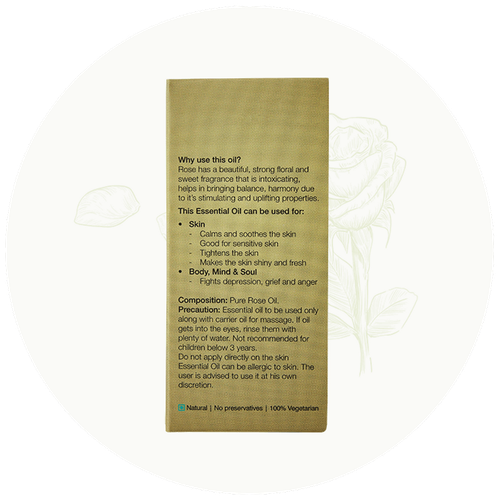 Why use this oil?
Rose has a beautiful, strong floral and
sweet fragrance that is intoxicating,
helps in bringing balance, harmony due
to it's stimulating and uplifting properties.
This Essential Oil can be used for:
• Skin
- Calms and soothes the skin
- Good for sensitive skin
- Tightens the skin
- Makes the skin shiny and fresh
• Body, Mind & Soul
- Fights depression, grief and anger
Composition: Pure Rose Oil.
Precaution: Essential oil to be used only
along with carrier oil for massage. If oil
gets into the eyes, rinse them with
plenty of water. Not recommended for
children below 3 years.
Do not apply directly on the skin
Essential Oil can be allergic to skin. The
user is advised to use it at his own
discretion.
Natural | No preservatives | 100% Vegetarian